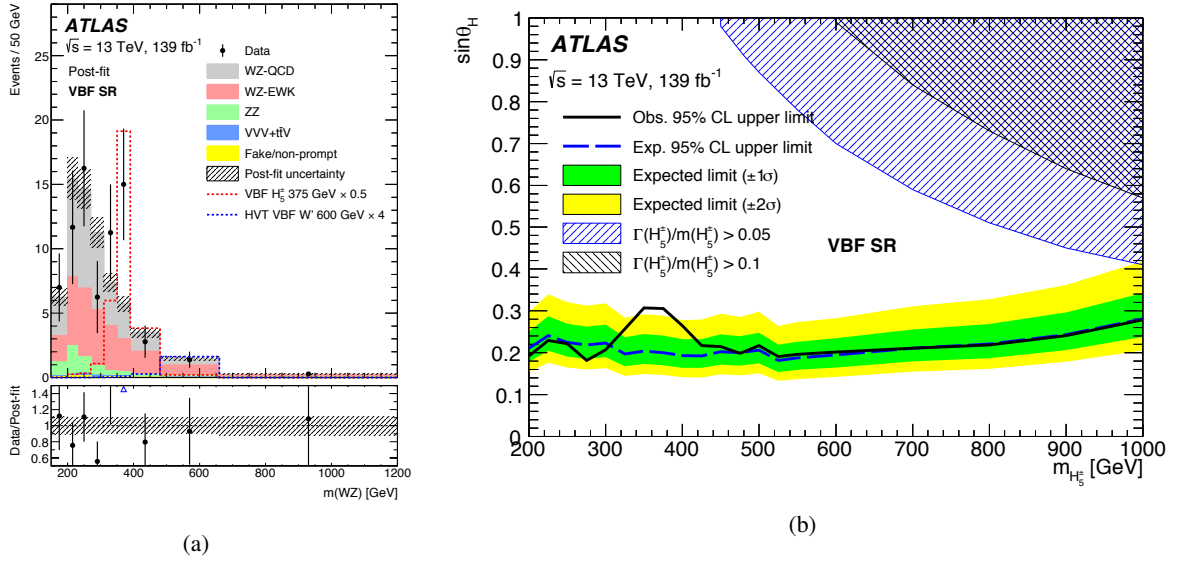 Events / 50 GeV
ATLAS
√s = 13 TeV, 139 fb⁻¹
Post-fit
VBF SR
Data
WZ-QCD
WZ-EWK
ZZ
VVV+tt̄V
Fake/non-prompt
Post-fit uncertainty
VBF H₅± 375 GeV × 0.5
HVT VBF W' 600 GeV × 4
25
20
15
10
5
0
Data/Post-fit
1.4
1.2
1
0.8
0.6
200 400 600 800 1000 1200
m(WZ) [GeV]
(a)
sinθ_H
ATLAS
√s = 13 TeV, 139 fb⁻¹
Obs. 95% CL upper limit
Exp. 95% CL upper limit
Expected limit (±1σ)
Expected limit (±2σ)
Γ(H₅±)/m(H₅±) > 0.05
Γ(H₅±)/m(H₅±) > 0.1
VBF SR
1
0.9
0.8
0.7
0.6
0.5
0.4
0.3
0.2
0.1
0
200 300 400 500 600 700 800 900 1000
m_H₅± [GeV]
(b)